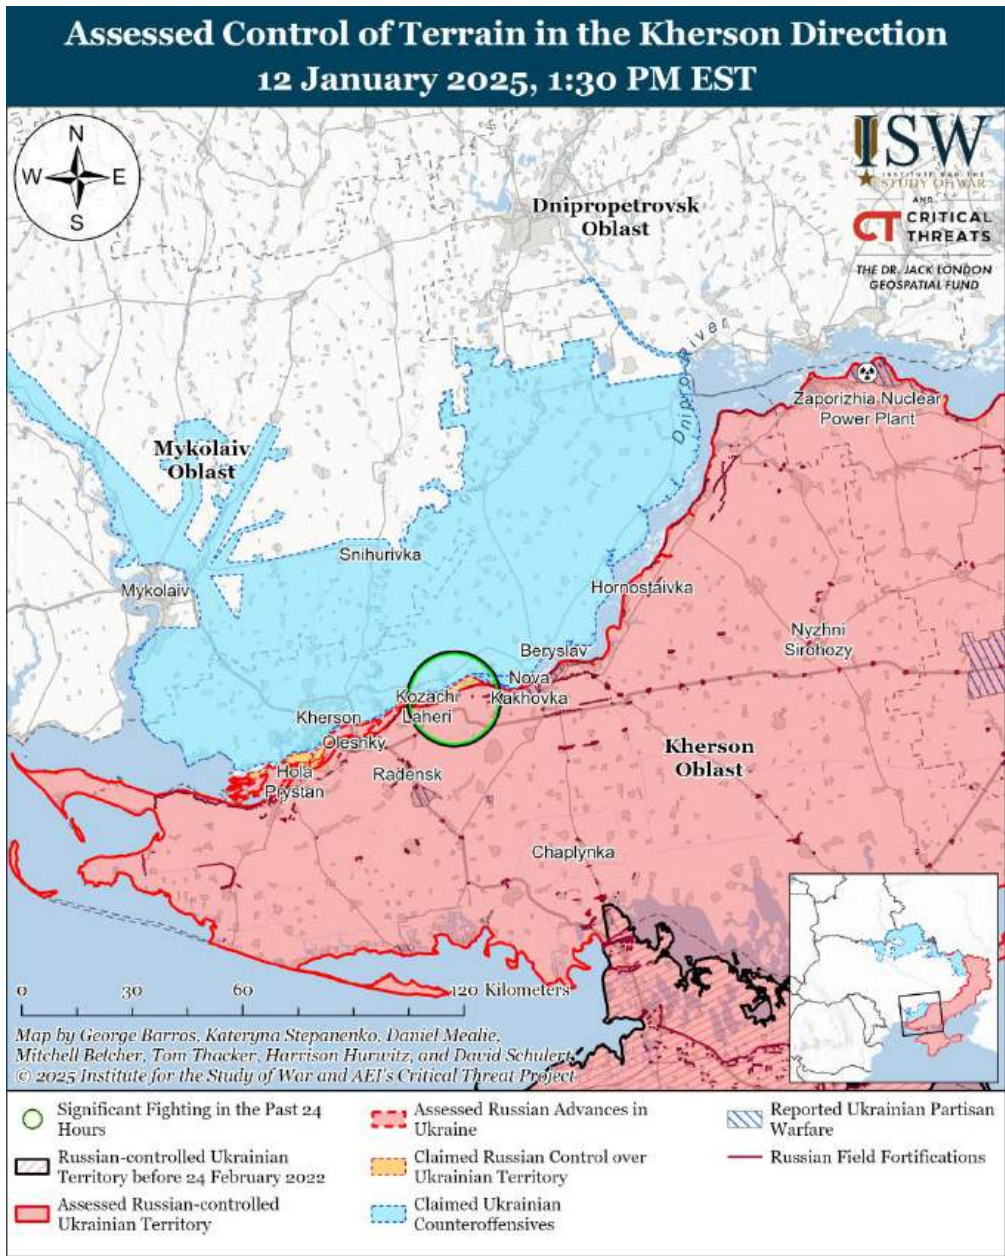 Assessed Control of Terrain in the Kherson Direction
12 January 2025, 1:30 PM EST
N
W
E
S
ISW
INSTITUTE FOR THE
STUDY OF WAR
AND
CT CRITICAL
THREATS
THE DR. JACK LONDON
GEOSPATIAL FUND
Dnipropetrovsk
Oblast
Dnipro River
Zaporizhia Nuclear
Power Plant
Mykolaiv
Oblast
Snihurivka
Mykolaiv
Hornostaivka
Nyzhni
Sirohozy
Beryslav
Nova
Kakhovka
Kozachi
Laheri
Kherson
Oleshky
Hola
Prystan
Radensk
Kherson
Oblast
Chaplynka
0 30 60 120 Kilometers
Map by George Barros, Kateryna Stepanenko, Daniel Mealie,
Mitchell Belcher, Tom Thacker, Harrison Hurwitz, and David Schulert
© 2025 Institute for the Study of War and AEI's Critical Threat Project
Significant Fighting in the Past 24
Hours
Russian-controlled Ukrainian
Territory before 24 February 2022
Assessed Russian-controlled
Ukrainian Territory
Assessed Russian Advances in
Ukraine
Claimed Russian Control over
Ukrainian Territory
Claimed Ukrainian
Counteroffensives
Reported Ukrainian Partisan
Warfare
Russian Field Fortifications